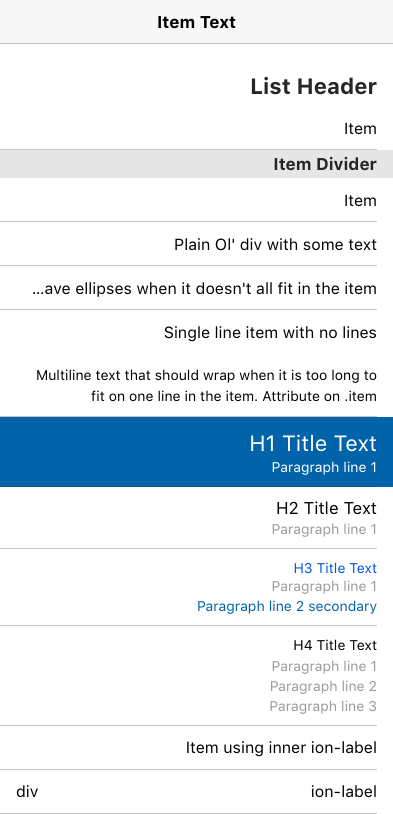 Item Text
List Header
Item
Item Divider
Item
Plain Ol' div with some text
...ave ellipses when it doesn't all fit in the item
Single line item with no lines
Multiline text that should wrap when it is too long to
fit on one line in the item. Attribute on .item
H1 Title Text
Paragraph line 1
H2 Title Text
Paragraph line 1
H3 Title Text
Paragraph line 1
Paragraph line 2 secondary
H4 Title Text
Paragraph line 1
Paragraph line 2
Paragraph line 3
Item using inner ion-label
div ion-label